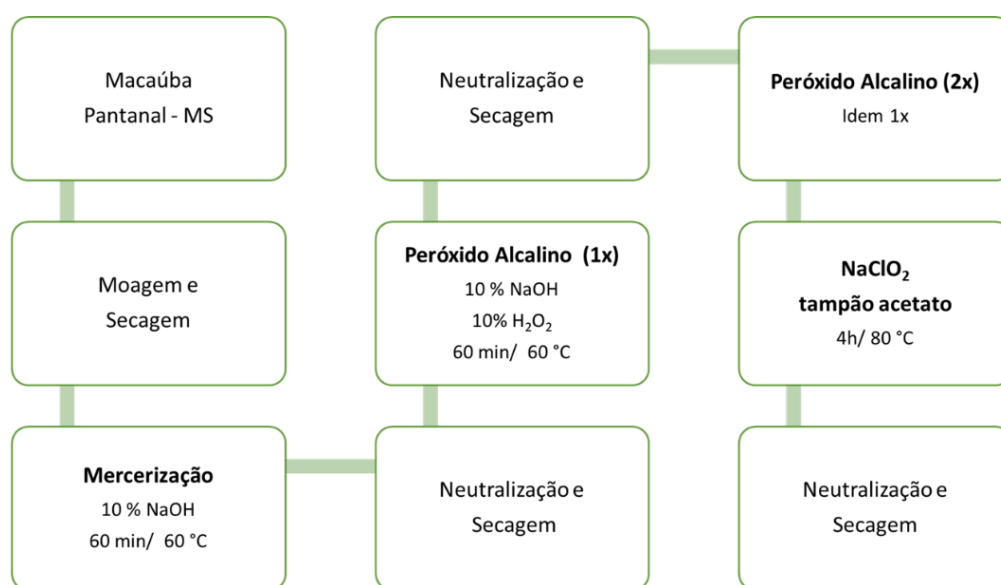 Macaúba
Pantanal - MS
Moagem e
Secagem
Mercerização
10 % NaOH
60 min/ 60 °C
Neutralização e
Secagem
Peróxido Alcalino (1x)
10 % NaOH
10% H₂O₂
60 min/ 60 °C
Neutralização e
Secagem
Peróxido Alcalino (2x)
Idem 1x
NaClO₂
tampão acetato
4h/ 80 °C
Neutralização e
Secagem